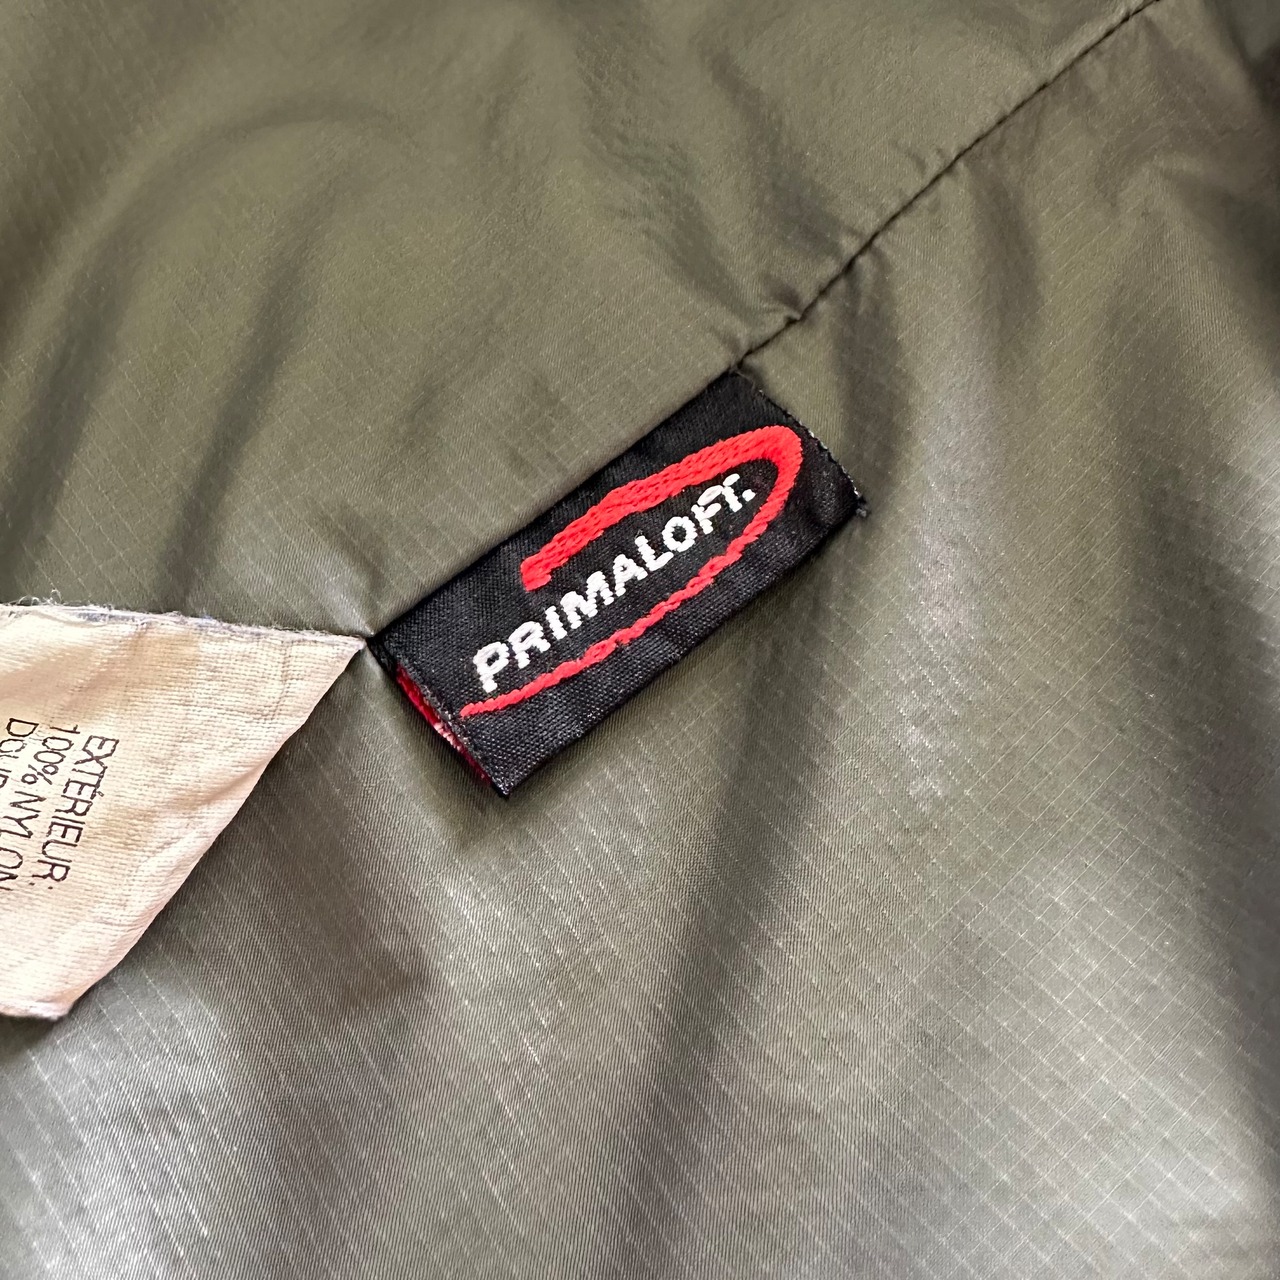 PRIMALOFT.
EXTÉRIEUR:
100% NYLON